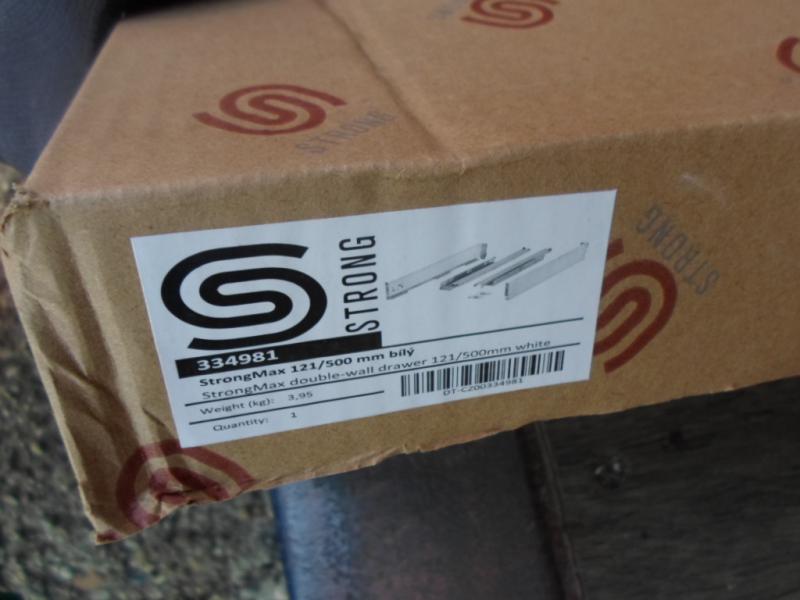 STRONG
STRONG
STRONG
334981
StrongMax 121/500 mm bílý
StrongMax double-wall drawer 121/500mm white
Weight (kg): 3,95
Quantity: 1
DT-CZ00334981